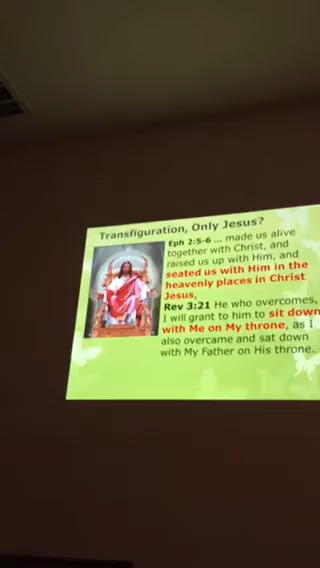 Transfiguration, Only Jesus?
Eph 2:5-6 ... made us alive
together with Christ, and
raised us up with Him, and
seated us with Him in the
heavenly places in Christ
Jesus,
Rev 3:21 He who overcomes,
I will grant to him to sit down
with Me on My throne, as I
also overcame and sat down
with My Father on His throne.